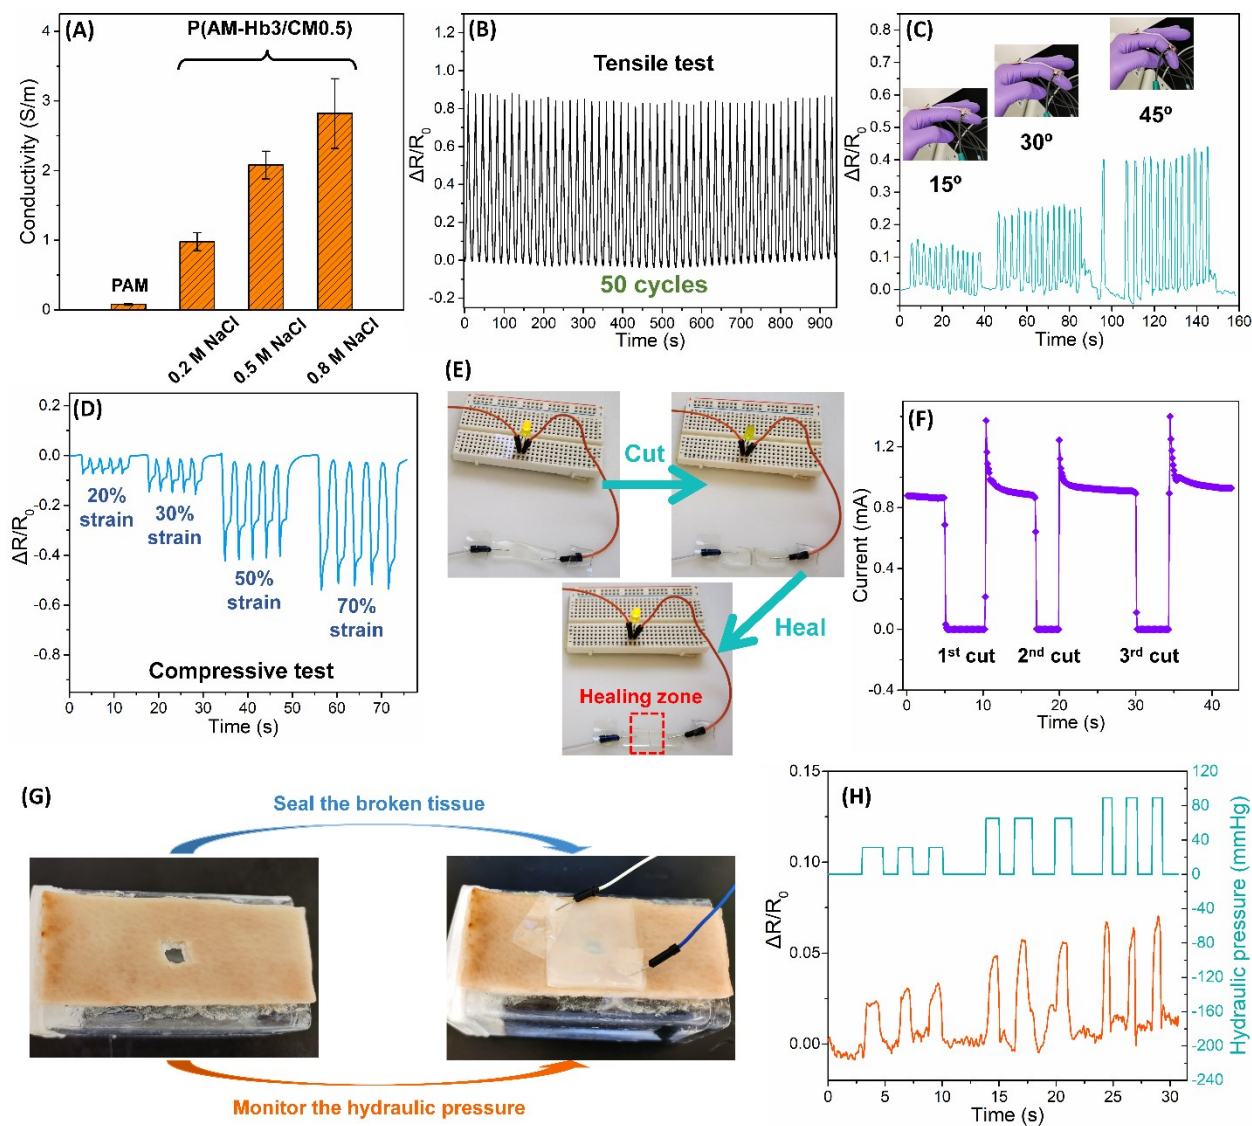 (A)
P(AM-Hb3/CM0.5)
PAM
Conductivity (S/m)
4
3
2
1
0
0.2 M NaCl
0.5 M NaCl
0.8 M NaCl
(B)
Tensile test
50 cycles
ΔR/R0
1.2
1.0
0.8
0.6
0.4
0.2
0.0
-0.2
0 100 200 300 400 500 600 700 800 900
Time (s)
(C)
15º
30º
45º
ΔR/R0
0.8
0.7
0.6
0.5
0.4
0.3
0.2
0.1
0.0
0 20 40 60 80 100 120 140 160
Time (s)
(D)
0.2
0.0
-0.2
-0.4
-0.6
-0.8
ΔR/R0
20%
strain
30%
strain
50%
strain
70%
strain
Compressive test
0 10 20 30 40 50 60 70
Time (s)
(E)
Cut
Heal
Healing zone
(F)
Current (mA)
1.2
0.8
0.4
0.0
-0.4
1st cut
2nd cut
3rd cut
0 10 20 30 40
Time (s)
(G)
Seal the broken tissue
Monitor the hydraulic pressure
(H)
ΔR/R0
0.15
0.10
0.05
0.00
0 5 10 15 20 25 30
Time (s)
120
80
40
0
-40
-80
-120
-160
-200
-240
Hydraulic pressure (mmHg)